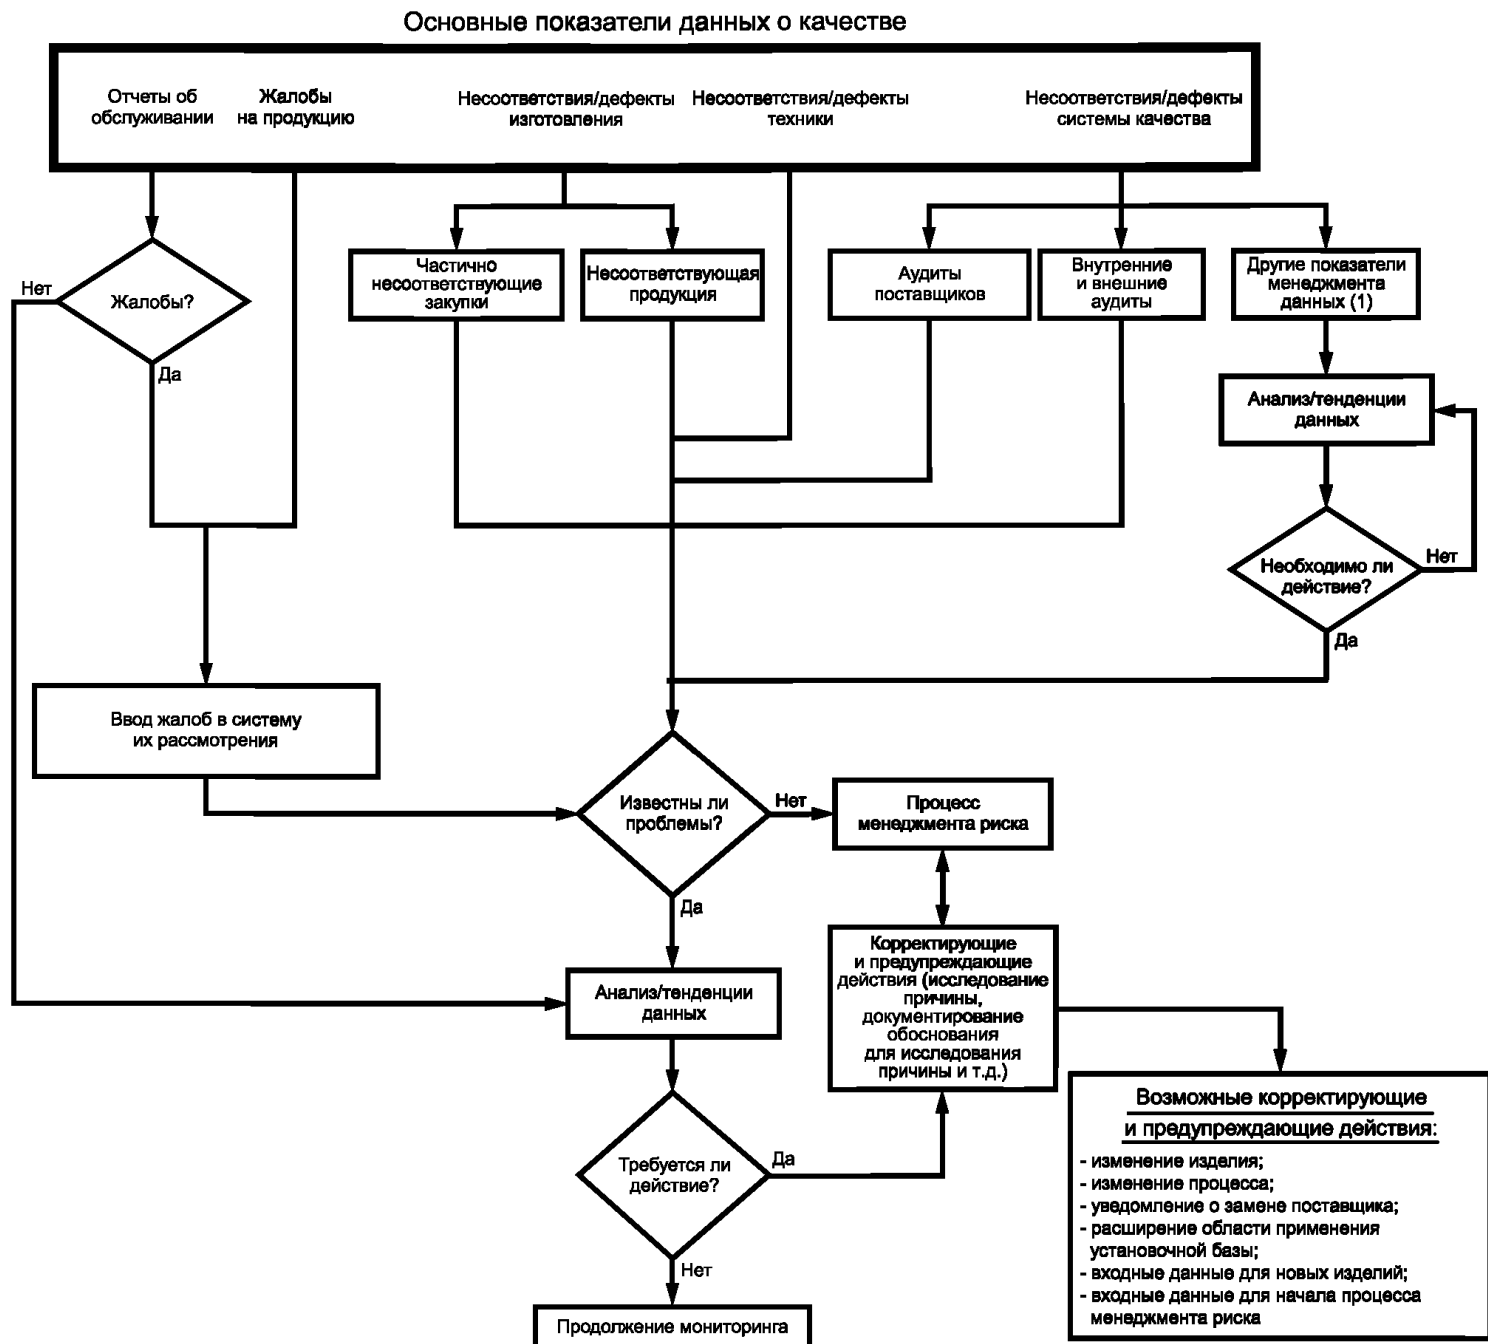 Основные показатели данных о качестве
Отчеты об
обслуживании
Жалобы
на продукцию
Несоответствия/дефекты
изготовления
Несоответствия/дефекты
техники
Несоответствия/дефекты
системы качества
Жалобы?
Нет
Да
Частично
несоответствующие
закупки
Несоответствующая
продукция
Аудиты
поставщиков
Внутренние
и внешние
аудиты
Другие показатели
менеджмента
данных (1)
Анализ/тенденции
данных
Необходимо ли
действие?
Нет
Да
Ввод жалоб в систему
их рассмотрения
Известны ли
проблемы?
Нет
Да
Процесс
менеджмента риска
Корректирующие
и предупреждающие
действия (исследование
причины,
документирование
обоснования
для исследования
причины и т.д.)
Анализ/тенденции
данных
Требуется ли
действие?
Да
Нет
Продолжение мониторинга
Возможные корректирующие
и предупреждающие действия:
- изменение изделия;
- изменение процесса;
- уведомление о замене поставщика;
- расширение области применения
установочной базы;
- входные данные для новых изделий;
- входные данные для начала процесса
менеджмента риска